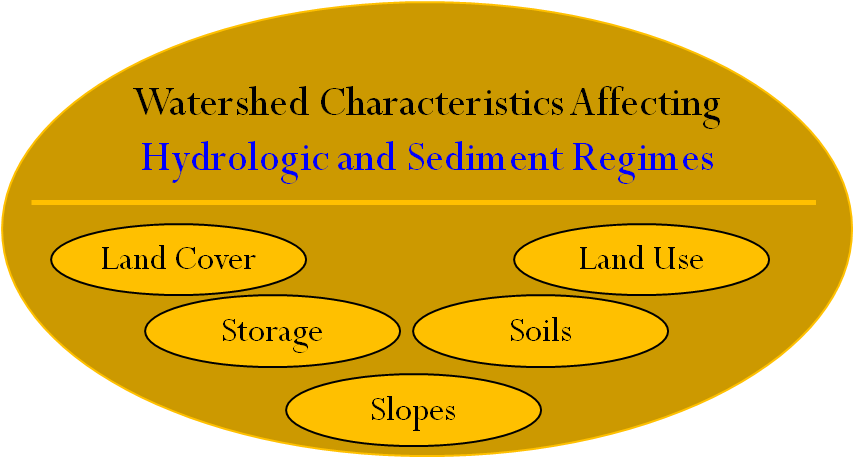 Watershed Characteristics Affecting
Hydrologic and Sediment Regimes
Land Cover
Land Use
Storage
Soils
Slopes